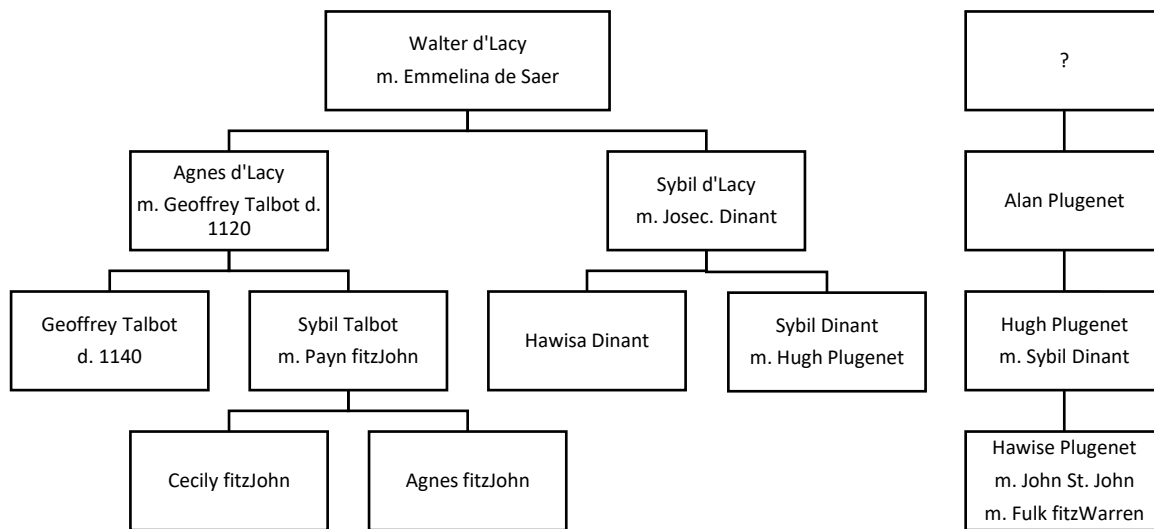 Walter d'Lacy
m. Emmelina de Saer
?
Agnes d'Lacy
m. Geoffrey Talbot d.
1120
Sybil d'Lacy
m. Josec. Dinant
Alan Plugenet
Geoffrey Talbot
d. 1140
Sybil Talbot
m. Payn fitzJohn
Hawisa Dinant
Sybil Dinant
m. Hugh Plugenet
Hugh Plugenet
m. Sybil Dinant
Cecily fitzJohn
Agnes fitzJohn
Hawise Plugenet
m. John St. John
m. Fulk fitzWarren